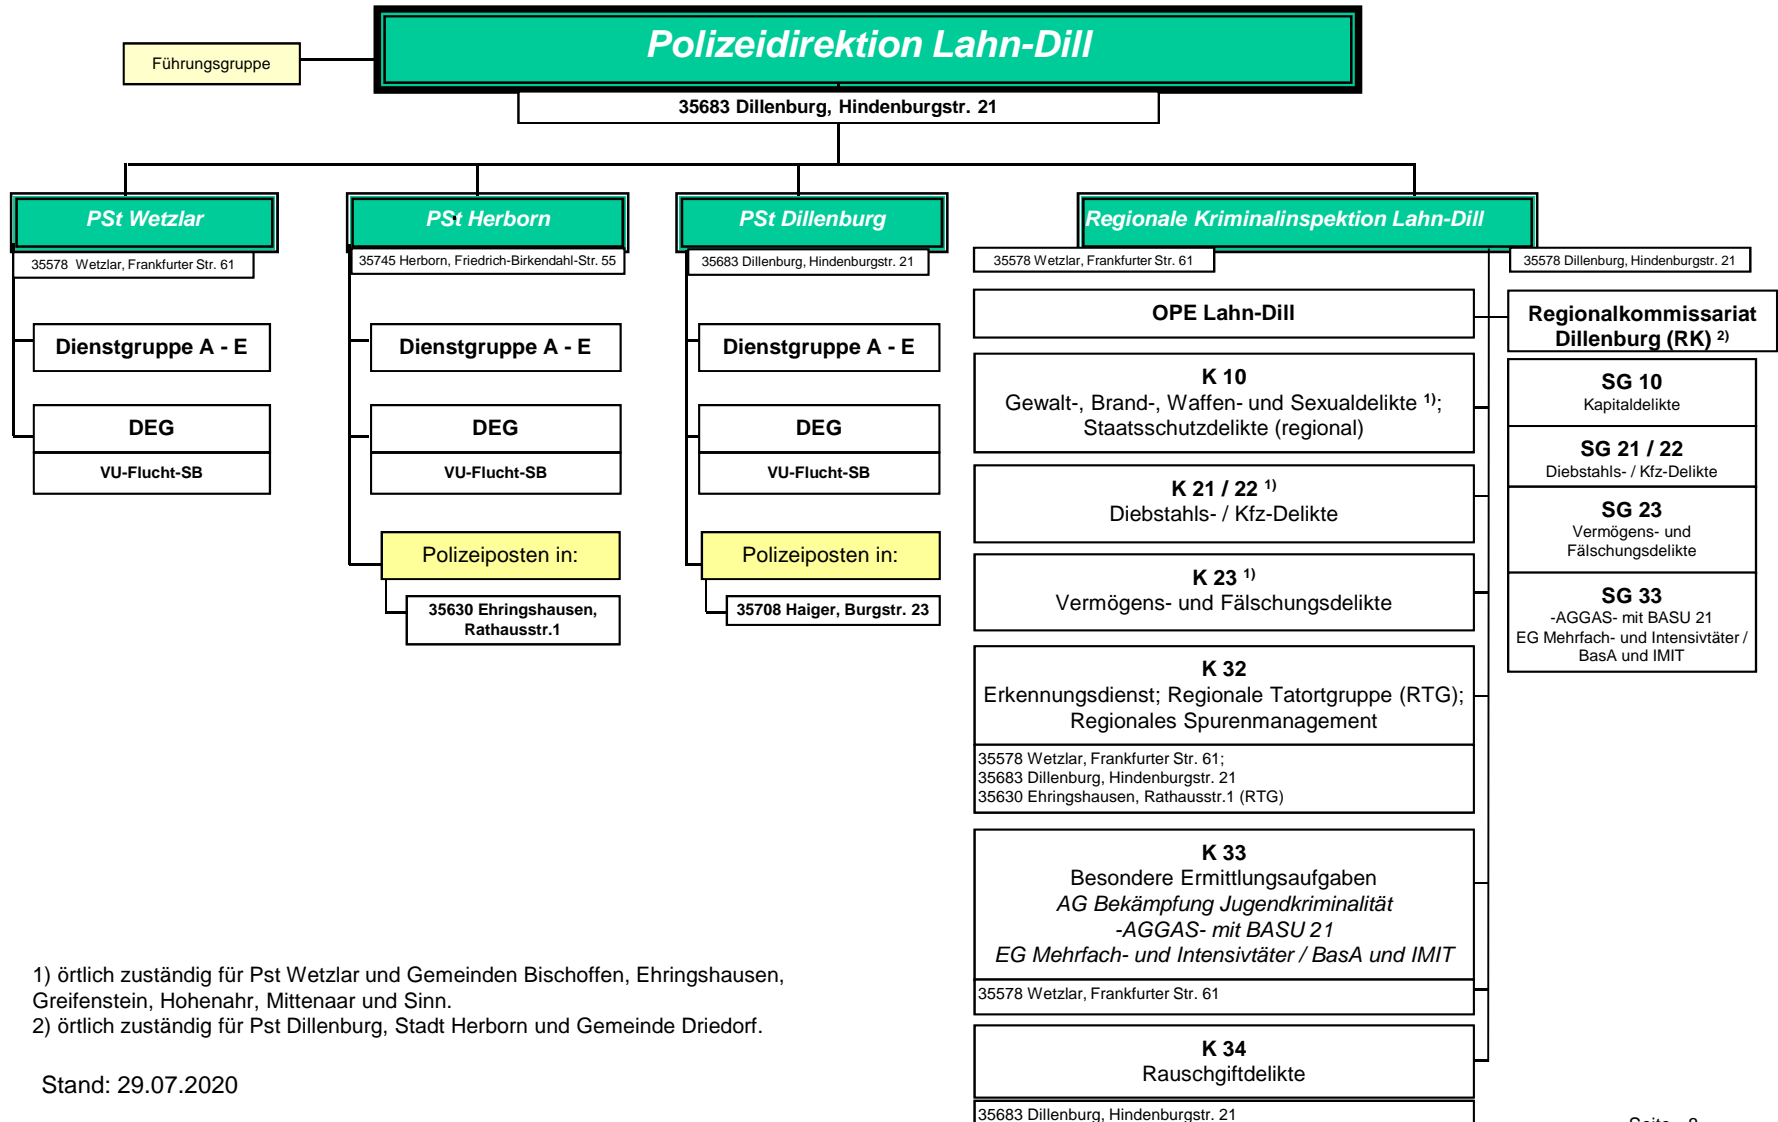 Polizeidirektion Lahn-Dill
Führungsgruppe
35683 Dillenburg, Hindenburgstr. 21
PSt Wetzlar
35578 Wetzlar, Frankfurter Str. 61
Dienstgruppe A - E
DEG
VU-Flucht-SB
PSt Herborn
35745 Herborn, Friedrich-Birkendahl-Str. 55
Dienstgruppe A - E
DEG
VU-Flucht-SB
Polizeiposten in:
35630 Ehringshausen,
Rathausstr.1
PSt Dillenburg
35683 Dillenburg, Hindenburgstr. 21
Dienstgruppe A - E
DEG
VU-Flucht-SB
Polizeiposten in:
35708 Haiger, Burgstr. 23
Regionale Kriminalinspektion Lahn-Dill
35578 Wetzlar, Frankfurter Str. 61
OPE Lahn-Dill
K 10
Gewalt-, Brand-, Waffen- und Sexualdelikte 1);
Staatsschutzdelikte (regional)
K 21 / 22 1)
Diebstahls- / Kfz-Delikte
K 23 1)
Vermögens- und Fälschungsdelikte
K 32
Erkennungsdienst; Regionale Tatortgruppe (RTG);
Regionales Spurenmanagement
35578 Wetzlar, Frankfurter Str. 61;
35683 Dillenburg, Hindenburgstr. 21
35630 Ehringshausen, Rathausstr.1 (RTG)
K 33
Besondere Ermittlungsaufgaben
AG Bekämpfung Jugendkriminalität
-AGGAS- mit BASU 21
EG Mehrfach- und Intensivtäter / BasA und IMIT
35578 Wetzlar, Frankfurter Str. 61
K 34
Rauschgiftdelikte
35683 Dillenburg, Hindenburgstr. 21
35578 Dillenburg, Hindenburgstr. 21
Regionalkommissariat
Dillenburg (RK) 2)
SG 10
Kapitaldelikte
SG 21 / 22
Diebstahls- / Kfz-Delikte
SG 23
Vermögens- und
Fälschungsdelikte
SG 33
-AGGAS- mit BASU 21
EG Mehrfach- und Intensivtäter /
BasA und IMIT
1) örtlich zuständig für Pst Wetzlar und Gemeinden Bischoffen, Ehringshausen,
Greifenstein, Hohenahr, Mittenaar und Sinn.
2) örtlich zuständig für Pst Dillenburg, Stadt Herborn und Gemeinde Driedorf.
Stand: 29.07.2020